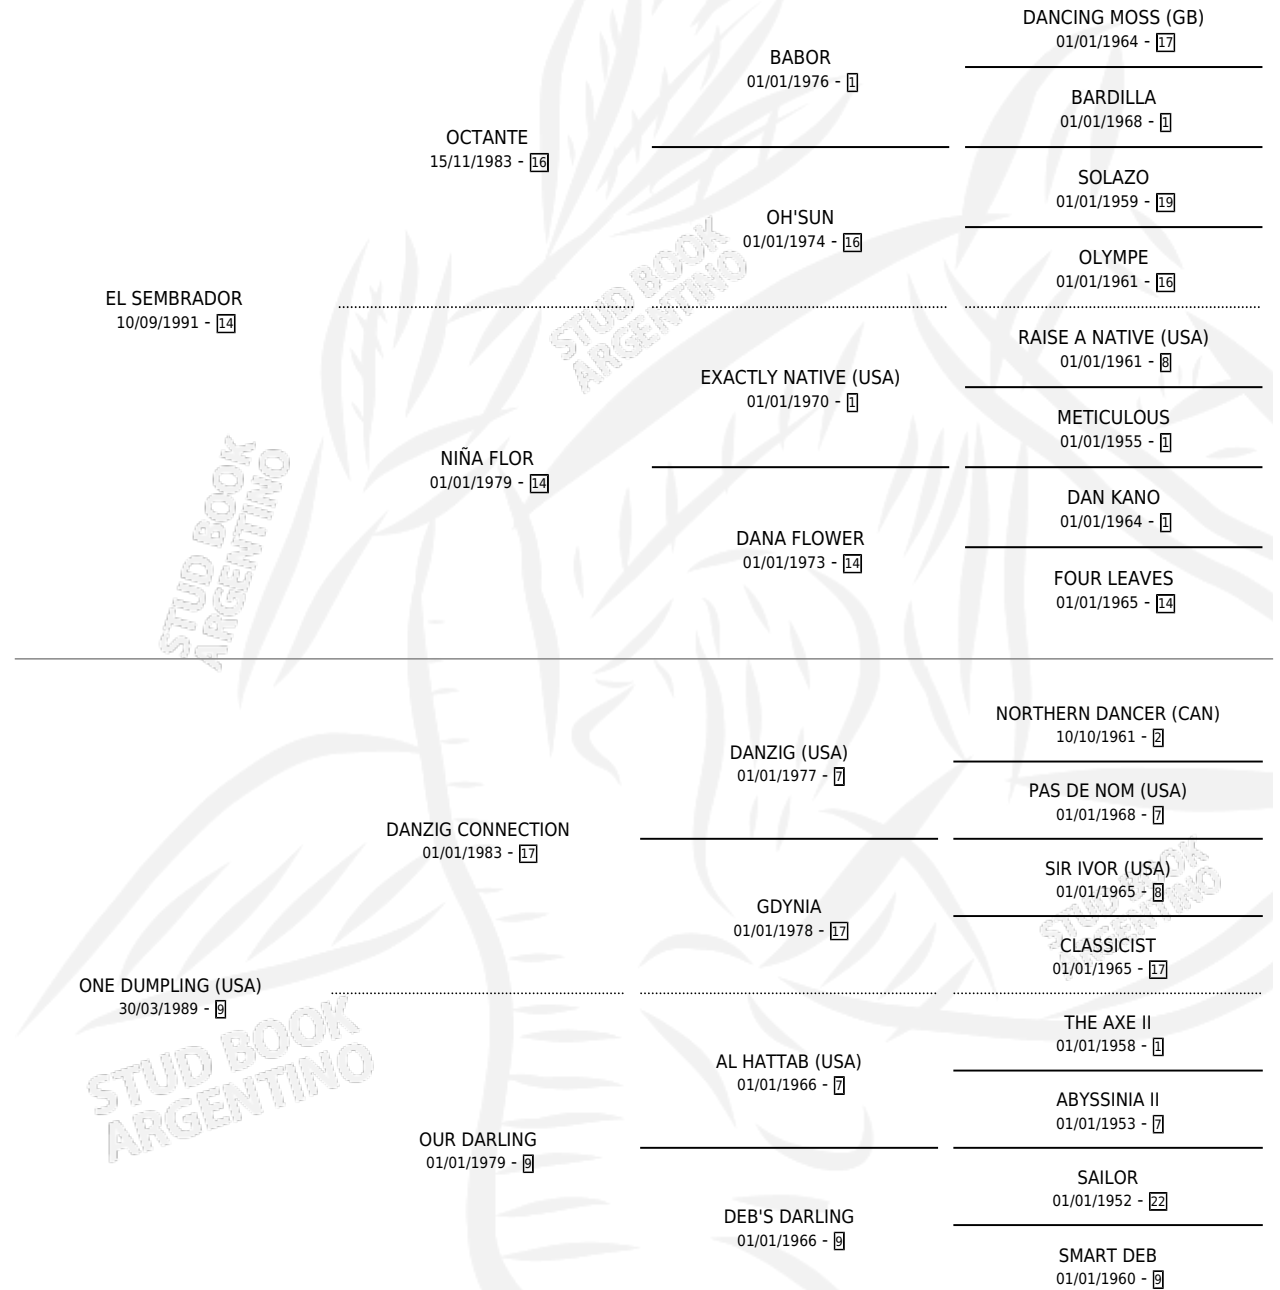 DANCING MOSS (GB)
01/01/1964 - 17
BABOR
01/01/1976 - 1
BARDILLA
01/01/1968 - 1
OCTANTE
15/11/1983 - 16
SOLAZO
01/01/1959 - 19
OH'SUN
01/01/1974 - 16
OLYMPE
01/01/1961 - 16
EL SEMBRADOR
10/09/1991 - 14
RAISE A NATIVE (USA)
01/01/1961 - 8
EXACTLY NATIVE (USA)
01/01/1970 - 1
METICULOUS
01/01/1955 - 1
NIÑA FLOR
01/01/1979 - 14
DAN KANO
01/01/1964 - 1
DANA FLOWER
01/01/1973 - 14
FOUR LEAVES
01/01/1965 - 14
NORTHERN DANCER (CAN)
10/10/1961 - 2
DANZIG (USA)
01/01/1977 - 7
PAS DE NOM (USA)
01/01/1968 - 7
DANZIG CONNECTION
01/01/1983 - 17
SIR IVOR (USA)
01/01/1965 - 8
GDYNIA
01/01/1978 - 17
CLASSICIST
01/01/1965 - 17
ONE DUMPLING (USA)
30/03/1989 - 9
THE AXE II
01/01/1958 - 1
AL HATTAB (USA)
01/01/1966 - 7
ABYSSINIA II
01/01/1953 - 7
OUR DARLING
01/01/1979 - 9
SAILOR
01/01/1952 - 22
DEB'S DARLING
01/01/1966 - 9
SMART DEB
01/01/1960 - 9
STUD BOOK
ARGENTINO
STUD BOOK
ARGENTINO
STUD BOOK
ARGENTINO
STUD BOOK
ARGENTINO